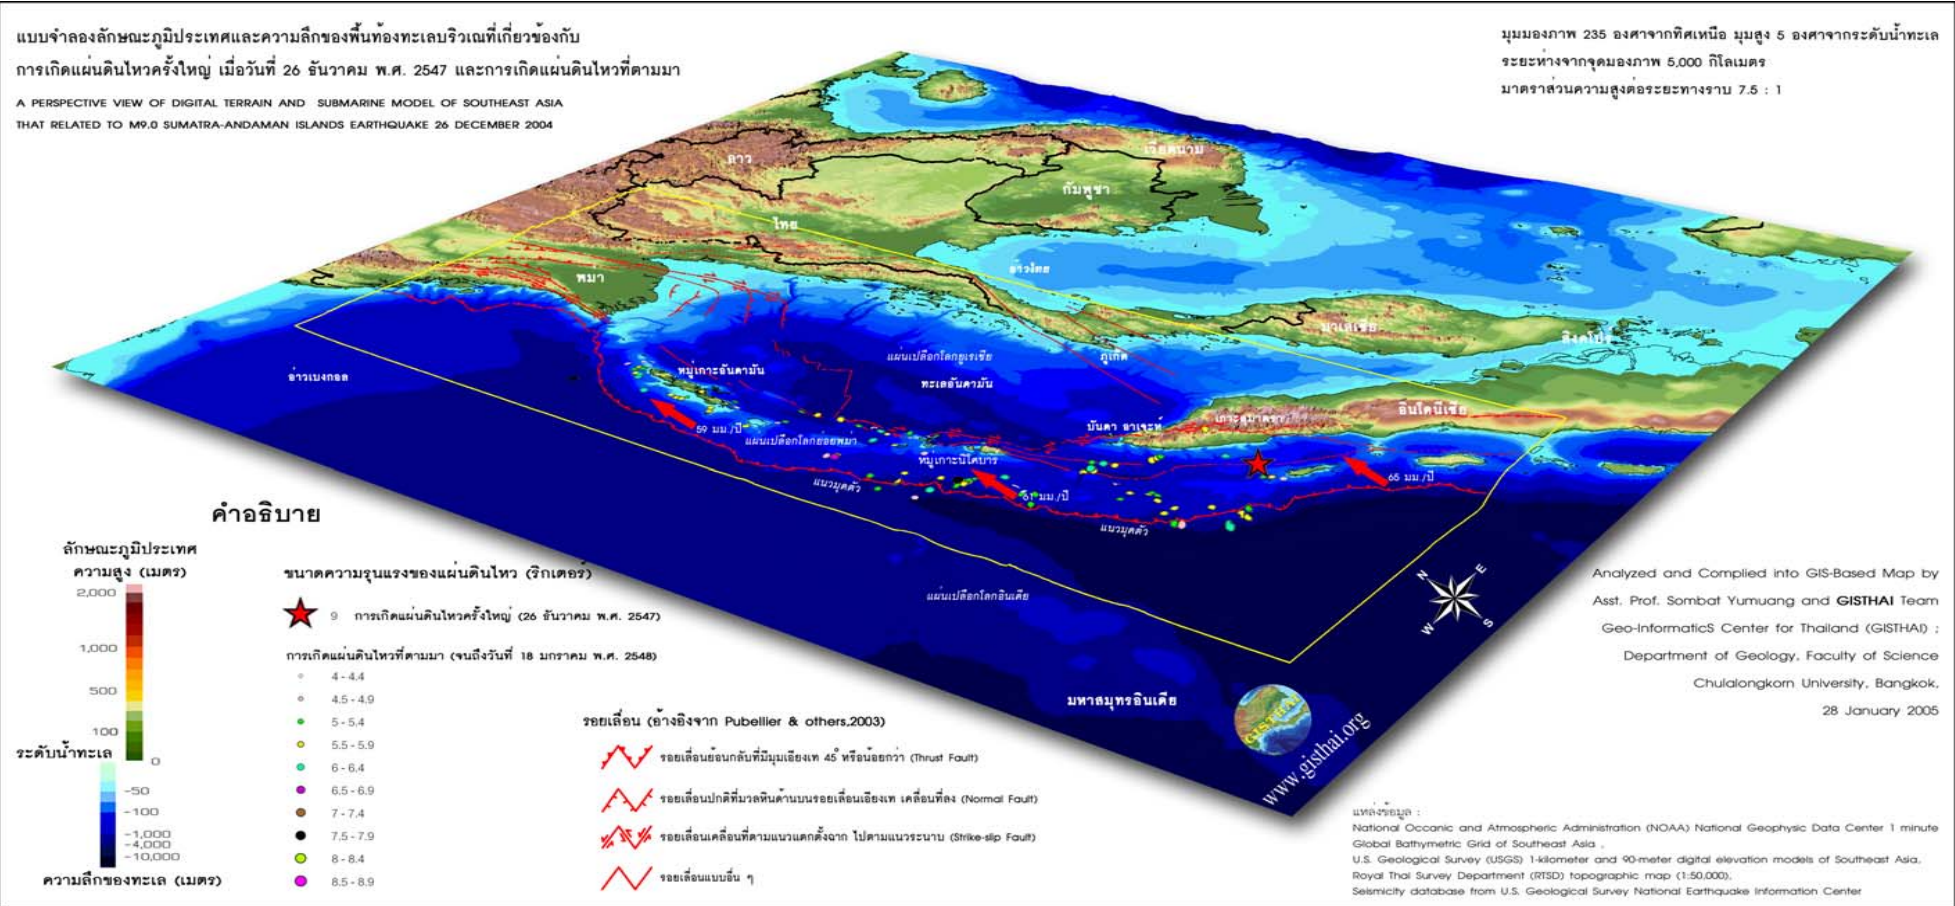 แบบจำลองลักษณะภูมิประเทศและความลึกของพื้นท้องทะเลบริวเณที่เกี่ยวข้องกับ
การเกิดแผ่นดินไหวครั้งใหญ่ เมื่อวันที่ 26 ธันวาคม พ.ศ. 2547 และการเกิดแผ่นดินไหวที่ตามมา
A PERSPECTIVE VIEW OF DIGITAL TERRAIN AND SUBMARINE MODEL OF SOUTHEAST ASIA
THAT RELATED TO M9.0 SUMATRA-ANDAMAN ISLANDS EARTHQUAKE 26 DECEMBER 2004
มุมมองภาพ 235 องศาจากทิศเหนือ มุมสูง 5 องศาจากระดับน้ำทะเล
ระยะห่างจากจุดมองภาพ 5,000 กิโลเมตร
มาตราส่วนความสูงต่อระยะทางราบ 7.5 : 1
ลาว
เวียดนาม
กัมพูชา
ไทย
อ่าวไทย
พม่า
มาเลเซีย
สิงคโปร์
แผ่นเปลือกโลกยูเรเซีย
ภูเก็ต
ทะเลอันดามัน
หมู่เกาะอันดามัน
อ่าวเบงกอล
อินโดนีเซีย
เกาะสุมาตรา
บันดา อาเจะห์
59 มม./ปี
แผ่นเปลือกโลกย่อยพม่า
หมู่เกาะนิโคบาร์
แนวมุดตัว
61 มม./ปี
65 มม./ปี
แนวมุดตัว
แผ่นเปลือกโลกอินเดีย
มหาสมุทรอินเดีย
N
E
W
S
GISTHAI
www.gisthai.org
คำอธิบาย
ลักษณะภูมิประเทศ
ความสูง (เมตร)
2,000
1,000
500
100
0
ระดับน้ำทะเล
-50
-100
-1,000
-4,000
-10,000
ความลึกของทะเล (เมตร)
ขนาดความรุนแรงของแผ่นดินไหว (ริกเตอร์)
9 การเกิดแผ่นดินไหวครั้งใหญ่ (26 ธันวาคม พ.ศ. 2547)
การเกิดแผ่นดินไหวที่ตามมา (จนถึงวันที่ 18 มกราคม พ.ศ. 2548)
4 - 4.4
4.5 - 4.9
5 - 5.4
5.5 - 5.9
6 - 6.4
6.5 - 6.9
7 - 7.4
7.5 - 7.9
8 - 8.4
8.5 - 8.9
รอยเลื่อน (อ้างอิงจาก Pubellier & others,2003)
รอยเลื่อนย้อนกลับที่มีมุมเอียงเท 45° หรือน้อยกว่า (Thrust Fault)
รอยเลื่อนปกติที่มวลหินด้านบนรอยเลื่อนเอียงเท เคลื่อนที่ลง (Normal Fault)
รอยเลื่อนเคลื่อนที่ตามแนวแตกตั้งฉาก ไปตามแนวระนาบ (Strike-slip Fault)
รอยเลื่อนแบบอื่น ๆ
Analyzed and Complied into GIS-Based Map by
Asst. Prof. Sombat Yumuang and GISTHAI Team
Geo-InformaticS Center for Thailand (GISTHAI) ;
Department of Geology, Faculty of Science
Chulalongkorn University, Bangkok,
28 January 2005
แหล่งข้อมูล :
National Occanic and Atmospheric Administration (NOAA) National Geophysic Data Center 1 minute
Global Bathymetric Grid of Southeast Asia ,
U.S. Geological Survey (USGS) 1-kilometer and 90-meter digital elevation models of Southeast Asia,
Royal Thai Survey Department (RTSD) topographic map (1:50,000),
Seismicity database from U.S. Geological Survey National Earthquake Information Center